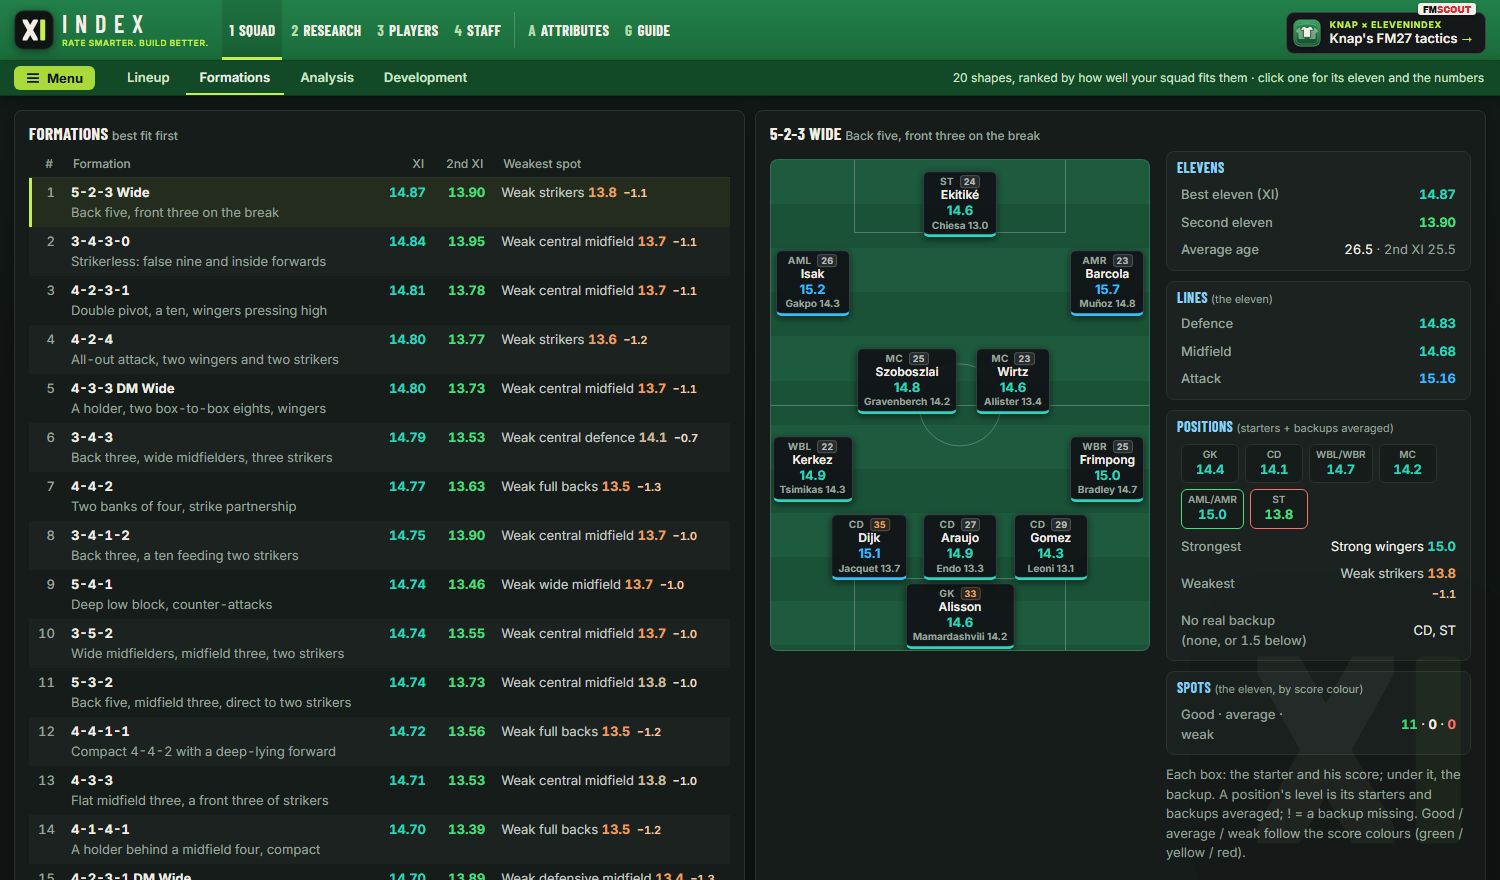 XI INDEX
RATE SMARTER. BUILD BETTER.
1 SQUAD
2 RESEARCH
3 PLAYERS
4 STAFF
A ATTRIBUTES
G GUIDE
FMSCOUT
KNAP × ELEVENINDEX
Knap's FM27 tactics →
Menu
Lineup
Formations
Analysis
Development
20 shapes, ranked by how well your squad fits them · click one for its eleven and the numbers
FORMATIONS best fit first
# Formation XI 2nd XI Weakest spot
1 5-2-3 Wide 14.87 13.90 Weak strikers 13.8 −1.1
Back five, front three on the break
2 3-4-3-0 14.84 13.95 Weak central midfield 13.7 −1.1
Strikerless: false nine and inside forwards
3 4-2-3-1 14.81 13.78 Weak central midfield 13.7 −1.1
Double pivot, a ten, wingers pressing high
4 4-2-4 14.80 13.77 Weak strikers 13.6 −1.2
All-out attack, two wingers and two strikers
5 4-3-3 DM Wide 14.80 13.73 Weak central midfield 13.7 −1.1
A holder, two box-to-box eights, wingers
6 3-4-3 14.79 13.53 Weak central defence 14.1 −0.7
Back three, wide midfielders, three strikers
7 4-4-2 14.77 13.63 Weak full backs 13.5 −1.3
Two banks of four, strike partnership
8 3-4-1-2 14.75 13.90 Weak central midfield 13.7 −1.0
Back three, a ten feeding two strikers
9 5-4-1 14.74 13.46 Weak wide midfield 13.7 −1.0
Deep low block, counter-attacks
10 3-5-2 14.74 13.55 Weak central midfield 13.7 −1.0
Wide midfielders, midfield three, two strikers
11 5-3-2 14.74 13.73 Weak central midfield 13.8 −1.0
Back five, midfield three, direct to two strikers
12 4-4-1-1 14.72 13.56 Weak full backs 13.5 −1.2
Compact 4-4-2 with a deep-lying forward
13 4-3-3 14.71 13.53 Weak central midfield 13.8 −1.0
Flat midfield three, a front three of strikers
14 4-1-4-1 14.70 13.39 Weak full backs 13.5 −1.2
A holder behind a midfield four, compact
15 4-2-3-1 DM Wide 14.70 13.89 Weak defensive midfield 13.4 −1.3
5-2-3 WIDE Back five, front three on the break
ST 24
Ekitiké
14.6
Chiesa 13.0
AML 26
Isak
15.2
Gakpo 14.3
AMR 23
Barcola
15.7
Muñoz 14.8
MC 25
Szoboszlai
14.8
Gravenberch 14.2
MC 23
Wirtz
14.6
Allister 13.4
WBL 22
Kerkez
14.9
Tsimikas 14.3
WBR 25
Frimpong
15.0
Bradley 14.7
CD 35
Dijk
15.1
Jacquet 13.7
CD 27
Araujo
14.9
Endo 13.3
CD 29
Gomez
14.3
Leoni 13.1
GK 33
Alisson
14.6
Mamardashvili 14.2
ELEVENS
Best eleven (XI) 14.87
Second eleven 13.90
Average age 26.5 · 2nd XI 25.5
LINES (the eleven)
Defence 14.83
Midfield 14.68
Attack 15.16
POSITIONS (starters + backups averaged)
GK 14.4
CD 14.1
WBL/WBR 14.7
MC 14.2
AML/AMR 15.0
ST 13.8
Strongest Strong wingers 15.0
Weakest Weak strikers 13.8 −1.1
No real backup (none, or 1.5 below) CD, ST
SPOTS (the eleven, by score colour)
Good · average · weak 11 · 0 · 0
Each box: the starter and his score; under it, the
backup. A position's level is its starters and
backups averaged; ! = a backup missing. Good /
average / weak follow the score colours (green /
yellow / red).